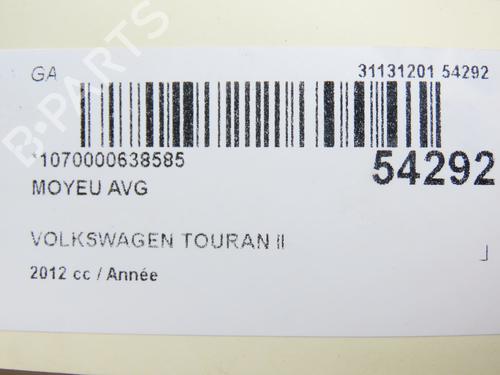 GA
31131201 54292
*1070000638585
54292
MOYEU AVG
VOLKSWAGEN TOURAN II
2012 cc / Année
B-PARTS